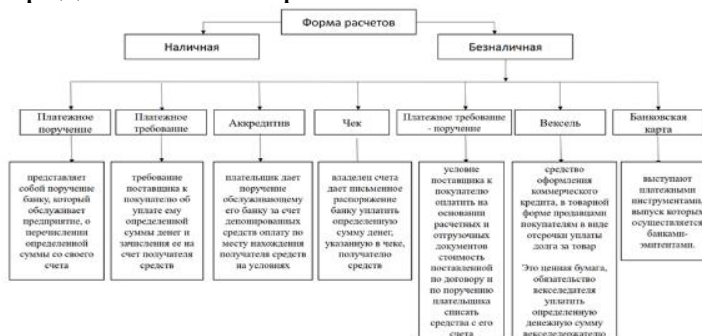 Форма расчетов
Наличная
Безналичная
Платежное
поручение
Платежное
требование
Аккредитив
Чек
Платежное требование
- поручение
Вексель
Банковская
карта
представляет
собой поручение
банку, который
обслуживает
предприятие, о
перечислении
определенной
суммы со своего
счета
требование
поставщика к
покупателю об
уплате ему
определенной
суммы денег и
зачисления ее на
счет получателя
средств
плательщик дает
поручение
обслуживающему
его банку за счет
депонированных
средств оплату по
месту нахождения
получателя средств
на условиях
владелец счета
дает письменное
распоряжение
банку уплатить
определенную
сумму денег,
указанную в чеке,
получателю
средств
условие
поставщика к
покупателю
оплатить на
основании
расчетных и
отгрузочных
документов
стоимость
поставленной
по договору и
по поручению
плательщика
списать
средства с его
счета
средство
оформления
коммерческого
кредита, в товарной
форме продавцами
покупателям в виде
отсрочки уплаты
долга за товар
Это ценная бумага,
обязательство
векселедателя
уплатить
определенную
денежную сумму
векселедержателю
выступают
платежными
инструментами,
выпуск которых
осуществляется
банками-
эмитентами.